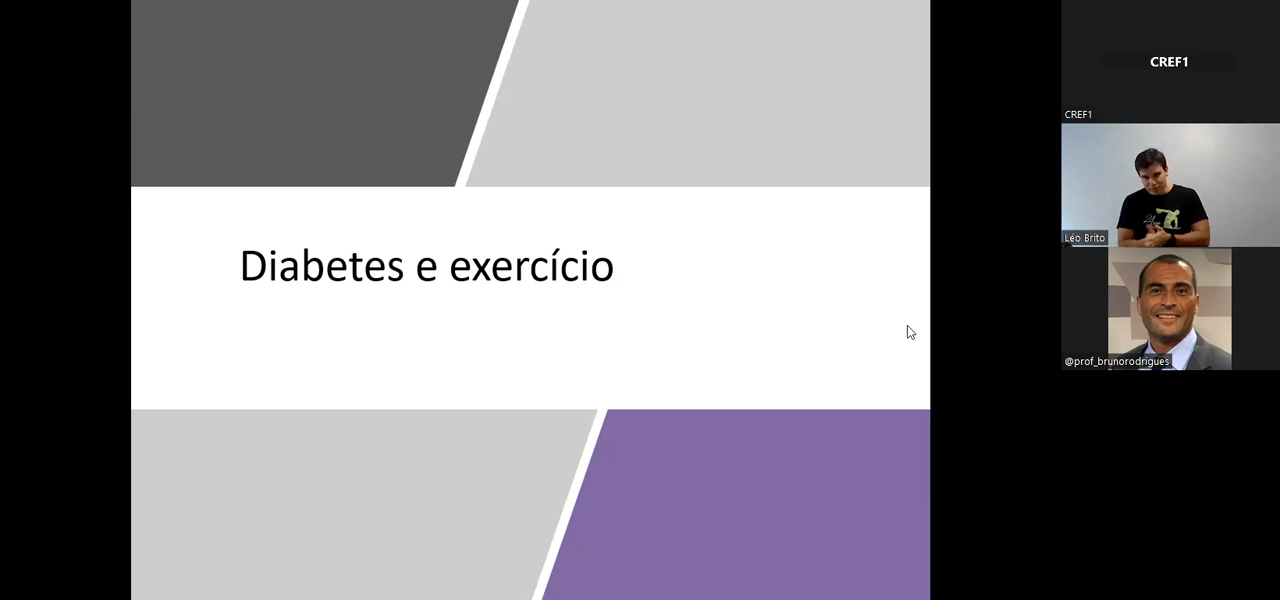 Diabetes e exercício
CREF1
CREF1
Léo Brito
@prof_brunorodrigues